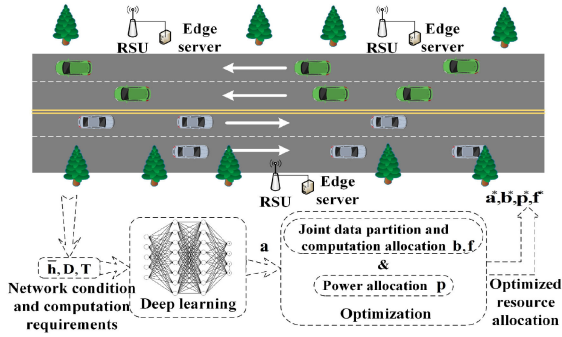 RSU
Edge
server
RSU
Edge
server
RSU
Edge
server
a*,b*,p*,f*
h̄, D, T
Network condition
and computation
requirements
Deep learning
a
Joint data partition and
computation allocation b, f
&
Power allocation p
Optimization
Optimized
resource
allocation